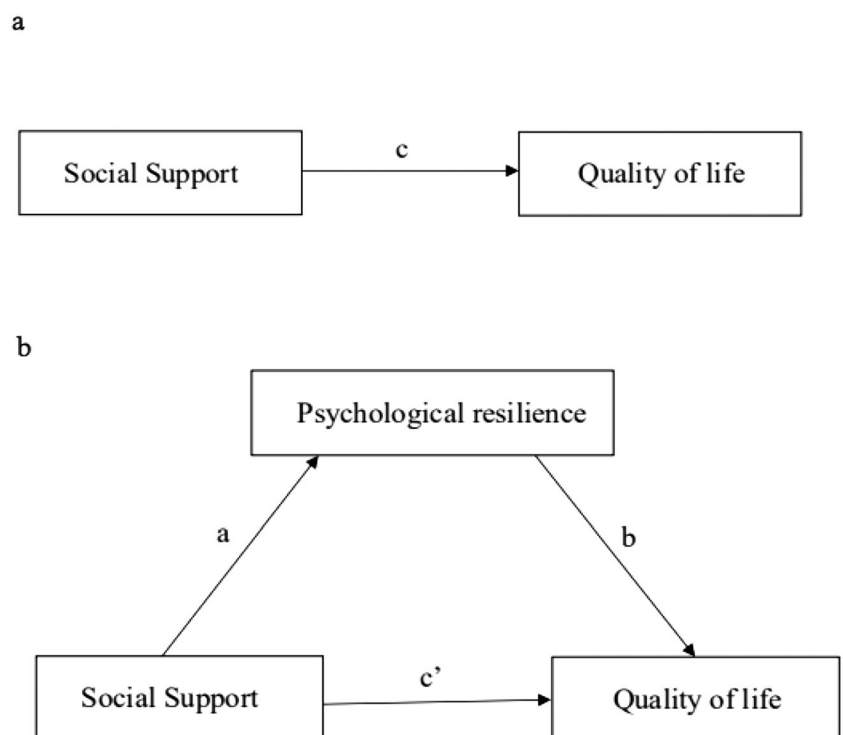 a
c
Social Support
Quality of life
b
Psychological resilience
a
b
c’
Social Support
Quality of life